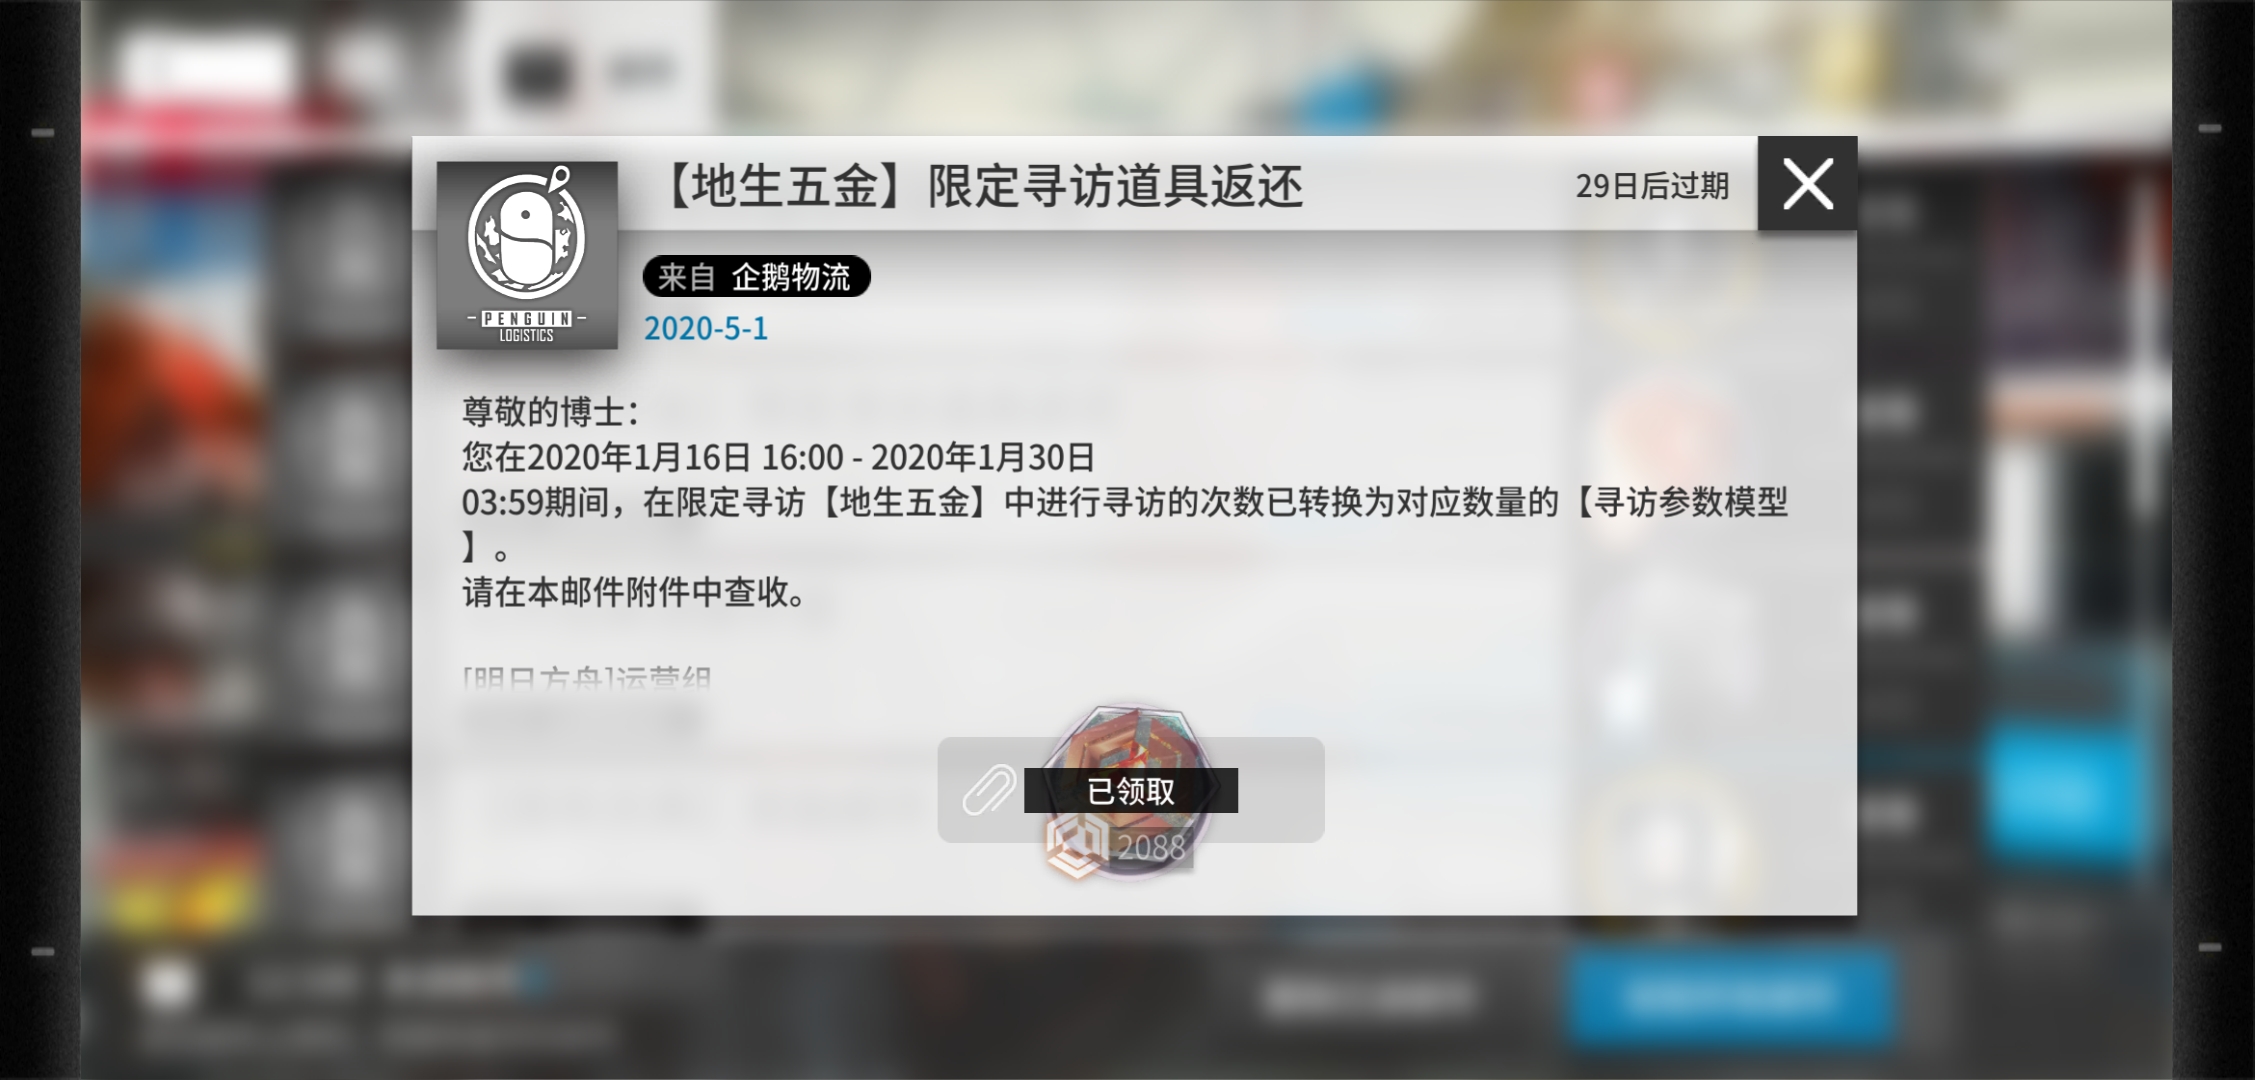 【地生五金】限定寻访道具返还
29日后过期
PENGUIN
LOGISTICS
来自 企鹅物流
2020-5-1
尊敬的博士：
您在2020年1月16日 16:00 - 2020年1月30日
03:59期间，在限定寻访【地生五金】中进行寻访的次数已转换为对应数量的【寻访参数模型
】。
请在本邮件附件中查收。
[明日方舟]运营组
已领取
2088